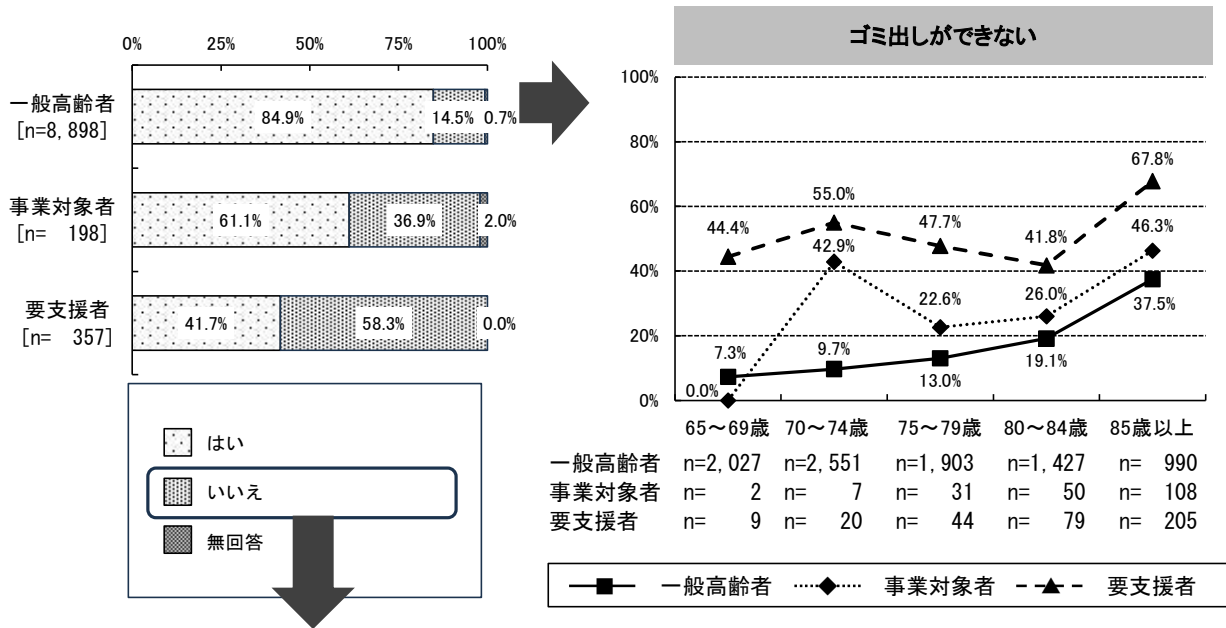 0% 25% 50% 75% 100%
一般高齢者
[n=8,898]
84.9% 14.5% 0.7%
事業対象者
[n= 198]
61.1% 36.9% 2.0%
要支援者
[n= 357]
41.7% 58.3% 0.0%
はい
いいえ
無回答
ゴミ出しができない
100%
80%
60%
40%
20%
0%
44.4% 55.0% 47.7% 41.8% 67.8%
0.0% 42.9% 22.6% 26.0% 46.3%
7.3% 9.7% 13.0% 19.1% 37.5%
65～69歳 70～74歳 75～79歳 80～84歳 85歳以上
一般高齢者 n=2,027 n=2,551 n=1,903 n=1,427 n= 990
事業対象者 n= 2 n= 7 n= 31 n= 50 n= 108
要支援者 n= 9 n= 20 n= 44 n= 79 n= 205
一般高齢者 事業対象者 要支援者